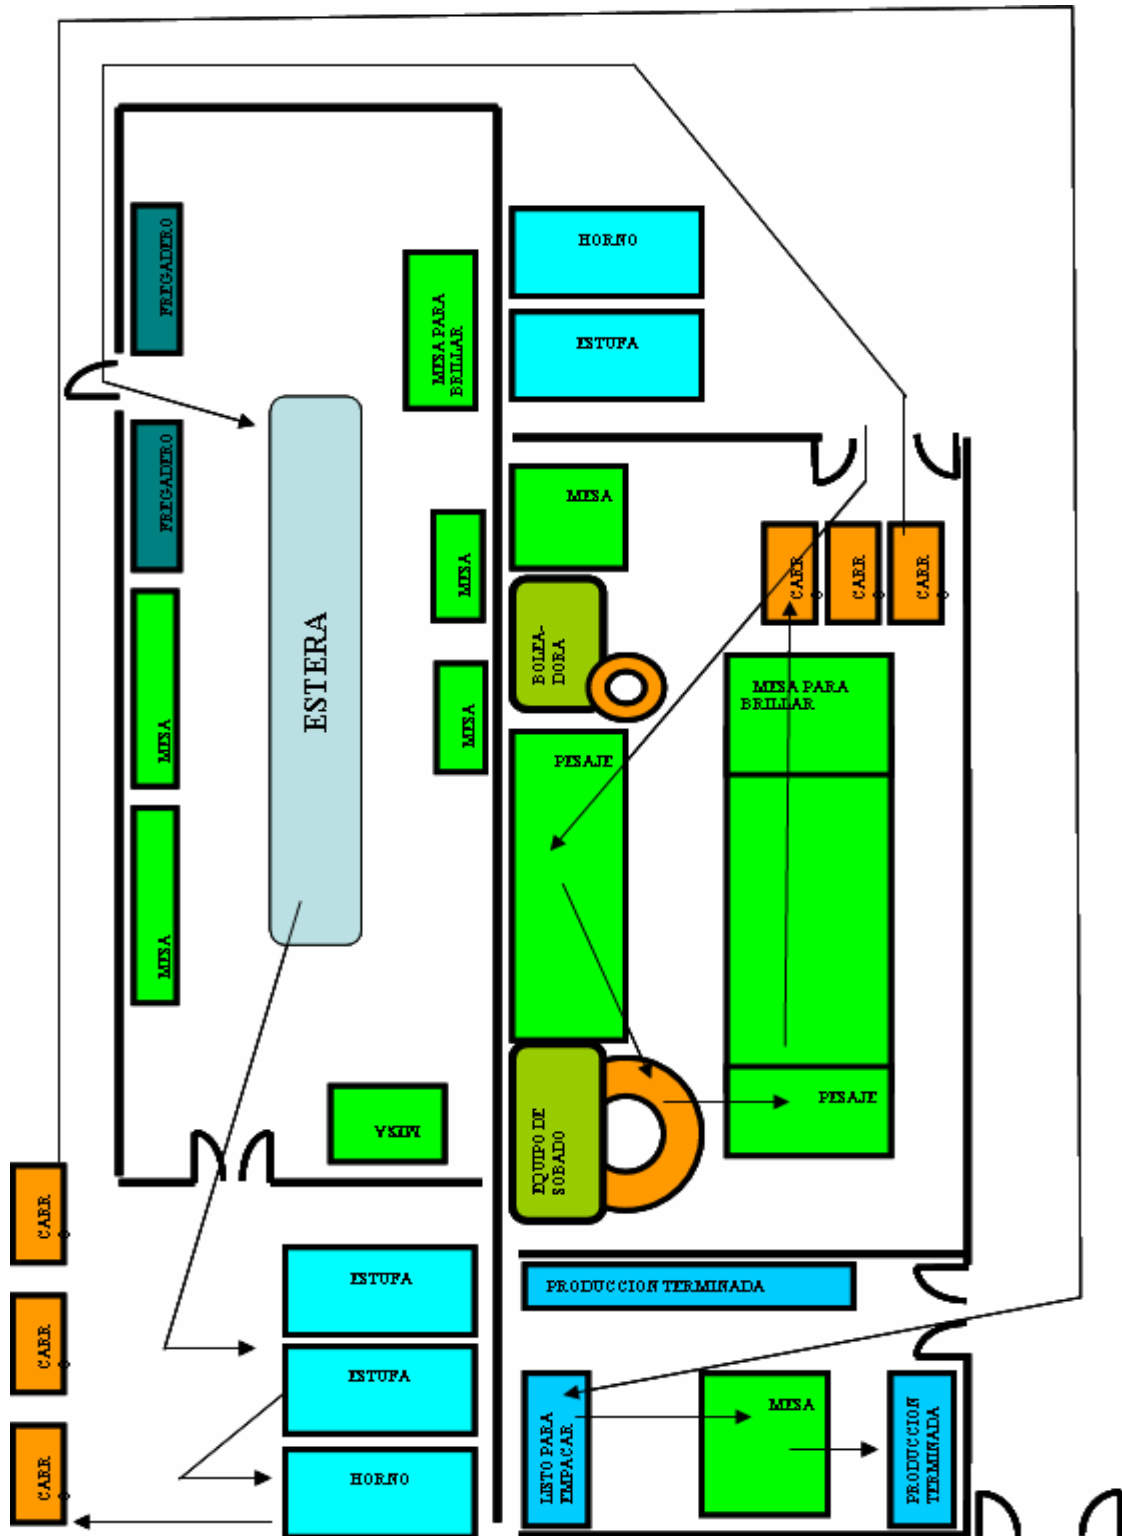 FREGADERO
MESA PARA
BRILLAR
HORNO
ESTUFA
FREGADERO
MESA
MESA
CARR
CARR
CARR
BOLEA-
DORA
ESTERA
MESA
MESA
MESA PARA
BRILLAR
PESAJE
MESA
MESA
PESAJE
EQUIPO DE
SOBADO
CARR
ESTUFA
PRODUCCION TERMINADA
CARR
ESTUFA
MESA
CARR
HORNO
LISTO PARA
EMPACAR
PRODUCCION
TERMINADA